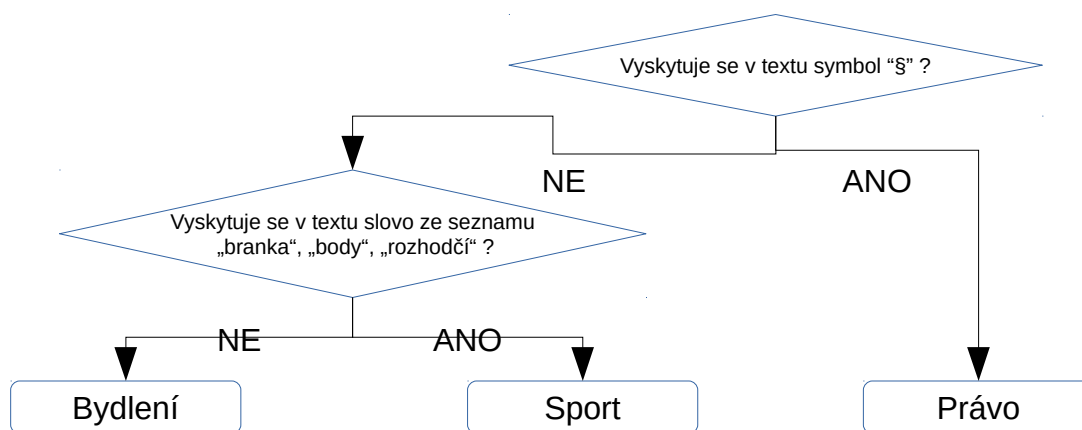 Vyskytuje se v textu symbol “§” ?
NE
ANO
Vyskytuje se v textu slovo ze seznamu
„branka“, „body“, „rozhodčí“ ?
NE
ANO
Bydlení
Sport
Právo